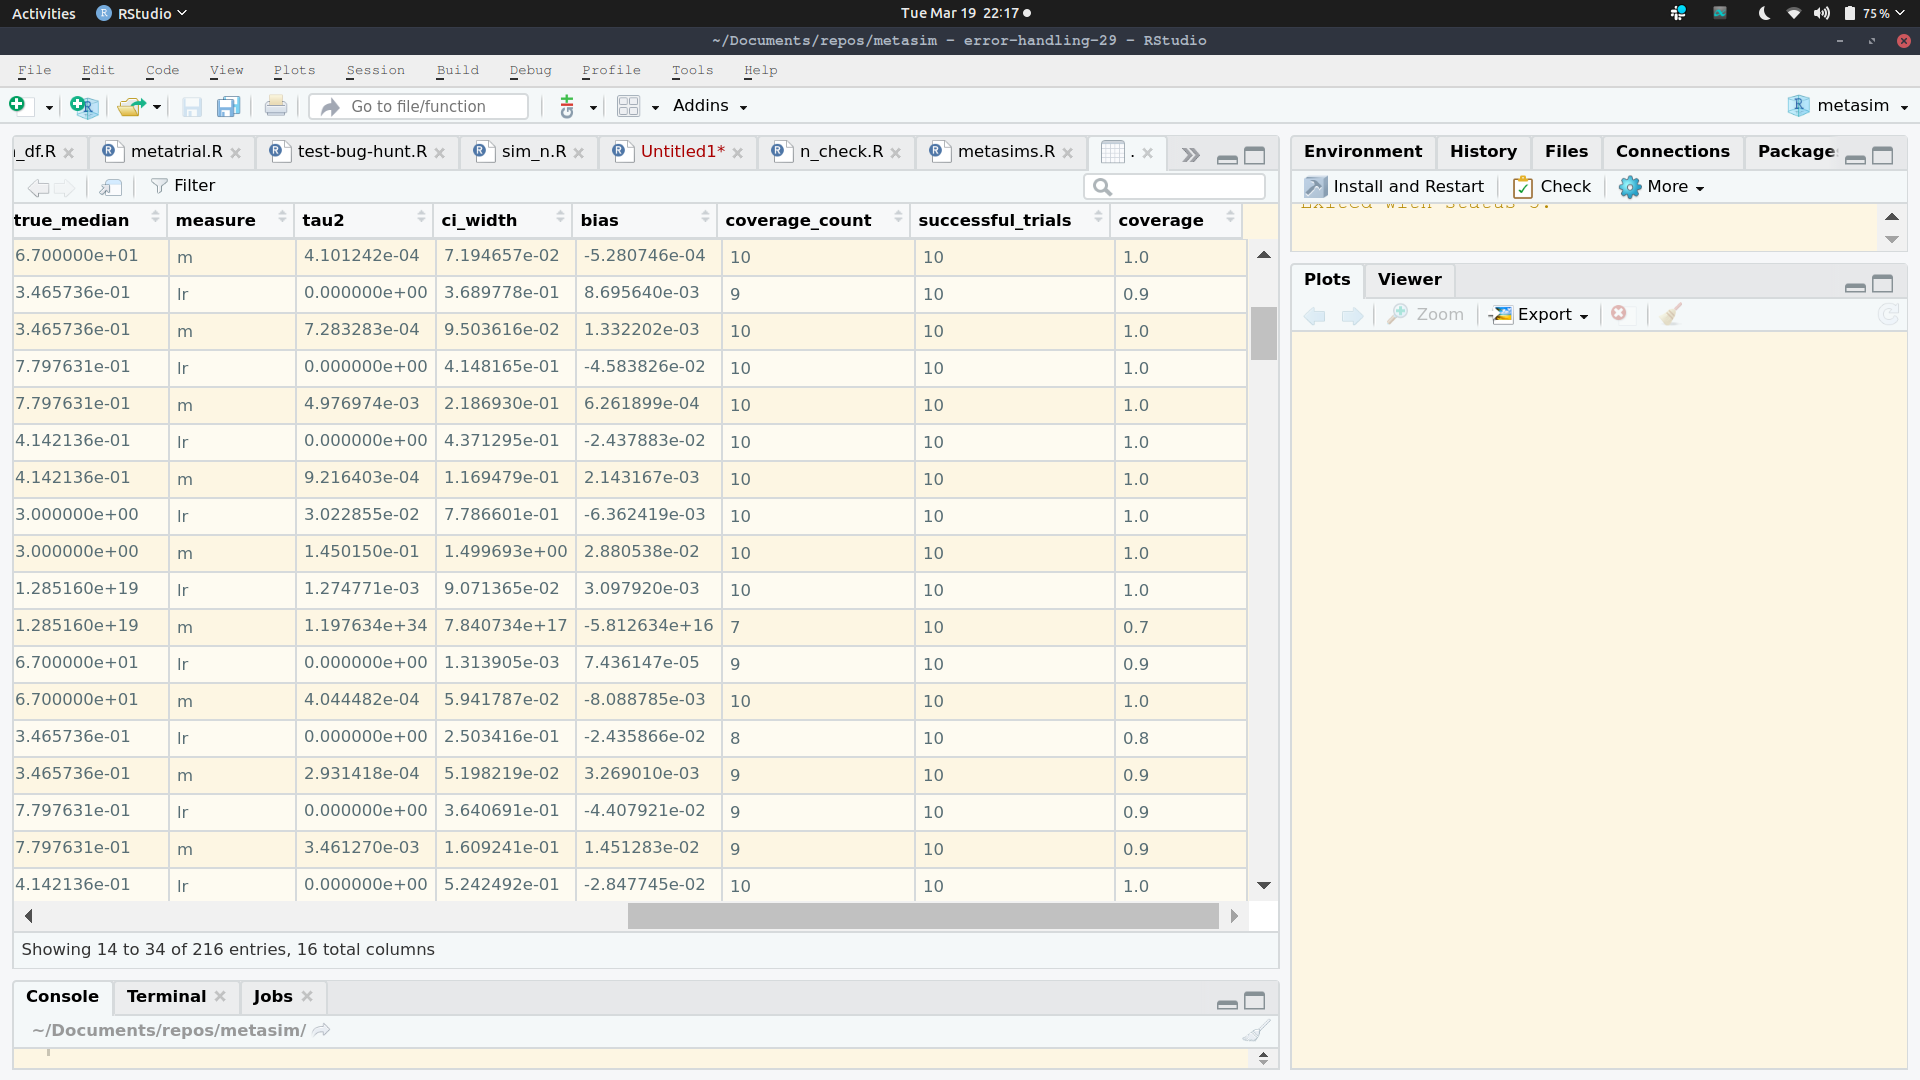 Activities RStudio Tue Mar 19 22:17 75%
~/Documents/repos/metasim - error-handling-29 - RStudio
File Edit Code View Plots Session Build Debug Profile Tools Help
Go to file/function Addins metasim
_df.R metatrial.R test-bug-hunt.R sim_n.R Untitled1* n_check.R metasims.R .
Filter
true_median measure tau2 ci_width bias coverage_count successful_trials coverage
6.700000e+01 m 4.101242e-04 7.194657e-02 -5.280746e-04 10 10 1.0
3.465736e-01 lr 0.000000e+00 3.689778e-01 8.695640e-03 9 10 0.9
3.465736e-01 m 7.283283e-04 9.503616e-02 1.332202e-03 10 10 1.0
7.797631e-01 lr 0.000000e+00 4.148165e-01 -4.583826e-02 10 10 1.0
7.797631e-01 m 4.976974e-03 2.186930e-01 6.261899e-04 10 10 1.0
4.142136e-01 lr 0.000000e+00 4.371295e-01 -2.437883e-02 10 10 1.0
4.142136e-01 m 9.216403e-04 1.169479e-01 2.143167e-03 10 10 1.0
3.000000e+00 lr 3.022855e-02 7.786601e-01 -6.362419e-03 10 10 1.0
3.000000e+00 m 1.450150e-01 1.499693e+00 2.880538e-02 10 10 1.0
1.285160e+19 lr 1.274771e-03 9.071365e-02 3.097920e-03 10 10 1.0
1.285160e+19 m 1.197634e+34 7.840734e+17 -5.812634e+16 7 10 0.7
6.700000e+01 lr 0.000000e+00 1.313905e-03 7.436147e-05 9 10 0.9
6.700000e+01 m 4.044482e-04 5.941787e-02 -8.088785e-03 10 10 1.0
3.465736e-01 lr 0.000000e+00 2.503416e-01 -2.435866e-02 8 10 0.8
3.465736e-01 m 2.931418e-04 5.198219e-02 3.269010e-03 9 10 0.9
7.797631e-01 lr 0.000000e+00 3.640691e-01 -4.407921e-02 9 10 0.9
7.797631e-01 m 3.461270e-03 1.609241e-01 1.451283e-02 9 10 0.9
4.142136e-01 lr 0.000000e+00 5.242492e-01 -2.847745e-02 10 10 1.0
Showing 14 to 34 of 216 entries, 16 total columns
Console Terminal Jobs
~/Documents/repos/metasim/
Environment History Files Connections Package
Install and Restart Check More
Exited with status
Plots Viewer
Zoom Export